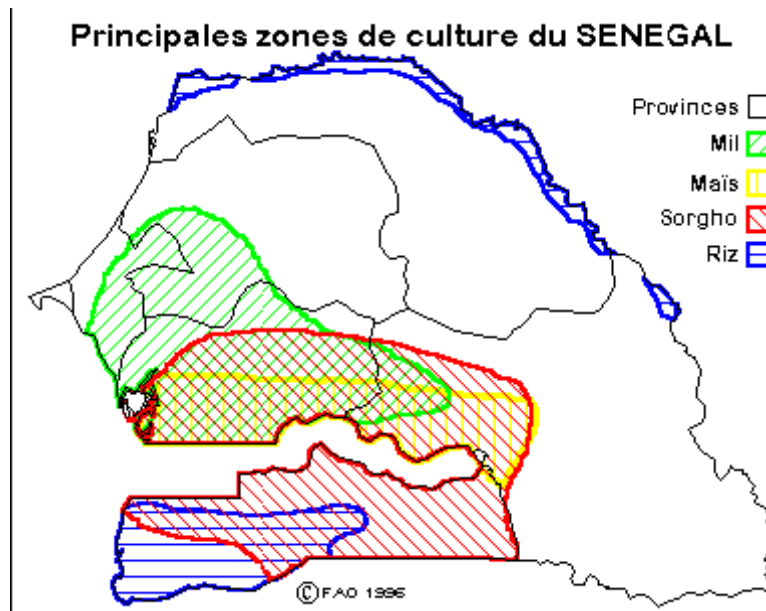 Principales zones de culture du SENEGAL
Provinces
Mil
Maïs
Sorgho
Riz
©FAO 1996